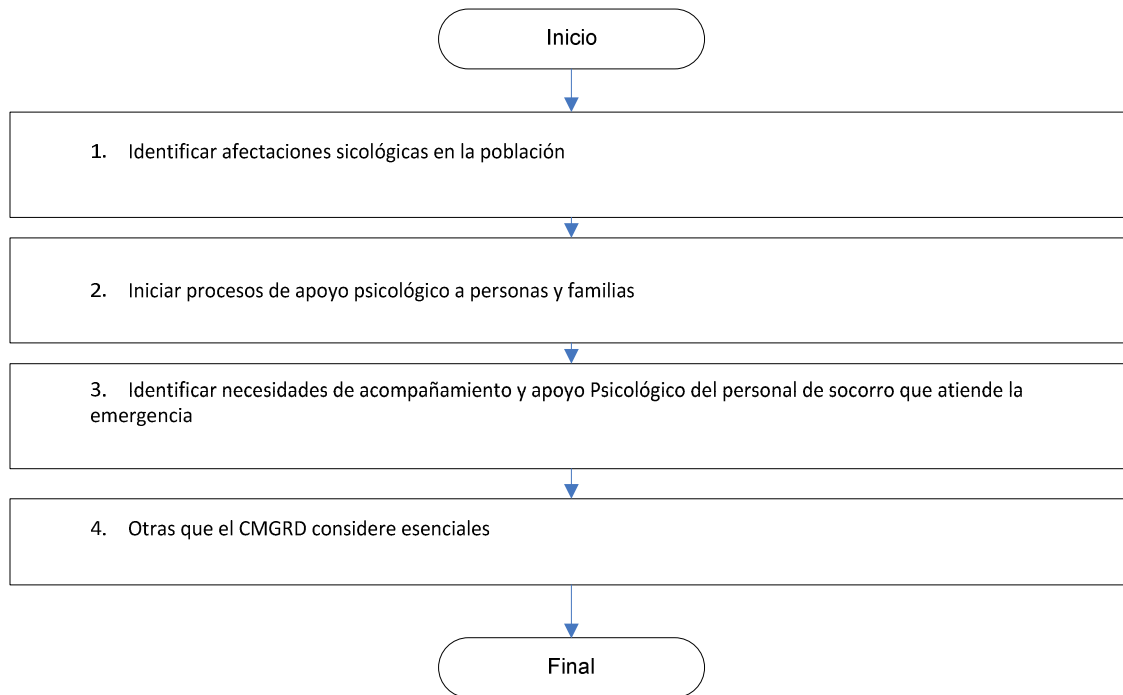 Inicio
1. Identificar afectaciones sicológicas en la población
2. Iniciar procesos de apoyo psicológico a personas y familias
3. Identificar necesidades de acompañamiento y apoyo Psicológico del personal de socorro que atiende la
emergencia
4. Otras que el CMGRD considere esenciales
Final